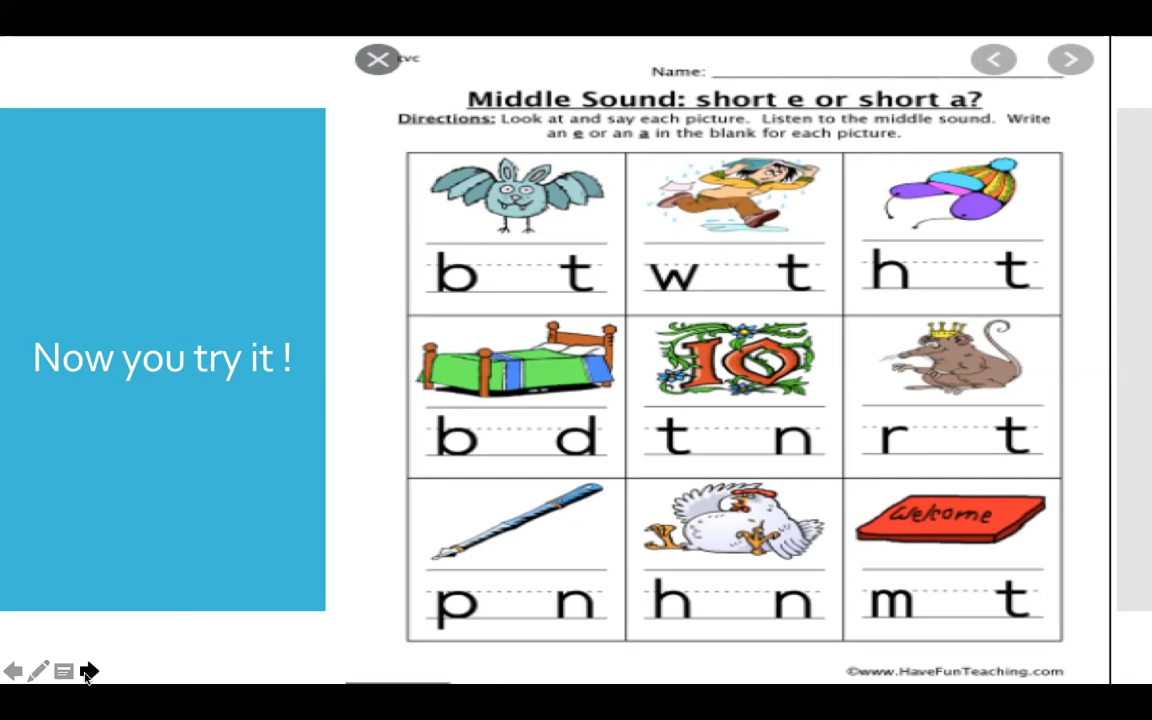 Now you try it !
cvc
Name:
Middle Sound: short e or short a?
Directions: Look at and say each picture. Listen to the middle sound. Write
an e or an a in the blank for each picture.
b t
w t
h t
b d
10
t n
r t
p n
h n
welcome
m t
©www.HaveFunTeaching.com